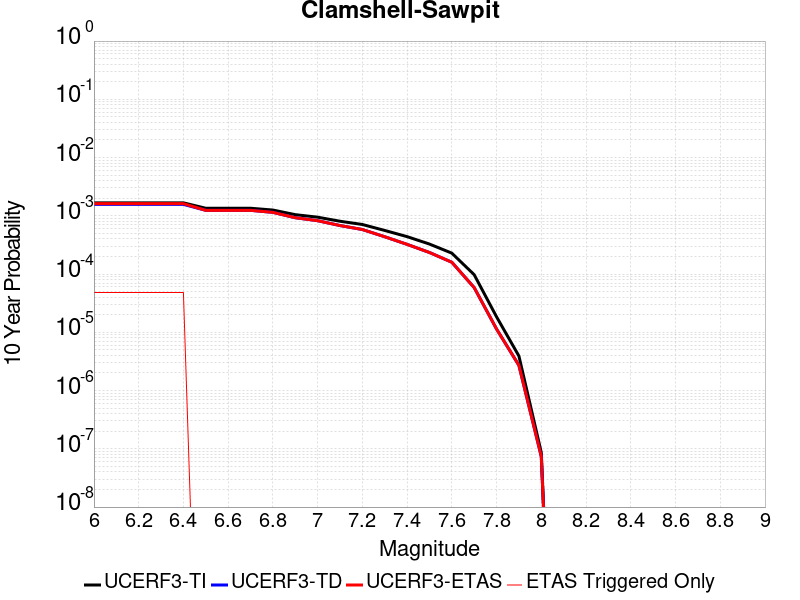 Clamshell-Sawpit
10^0
10^-1
10^-2
10^-3
10^-4
10^-5
10^-6
10^-7
10^-8
10 Year Probability
6 6.2 6.4 6.6 6.8 7 7.2 7.4 7.6 7.8 8 8.2 8.4 8.6 8.8 9
Magnitude
UCERF3-TI UCERF3-TD UCERF3-ETAS ETAS Triggered Only